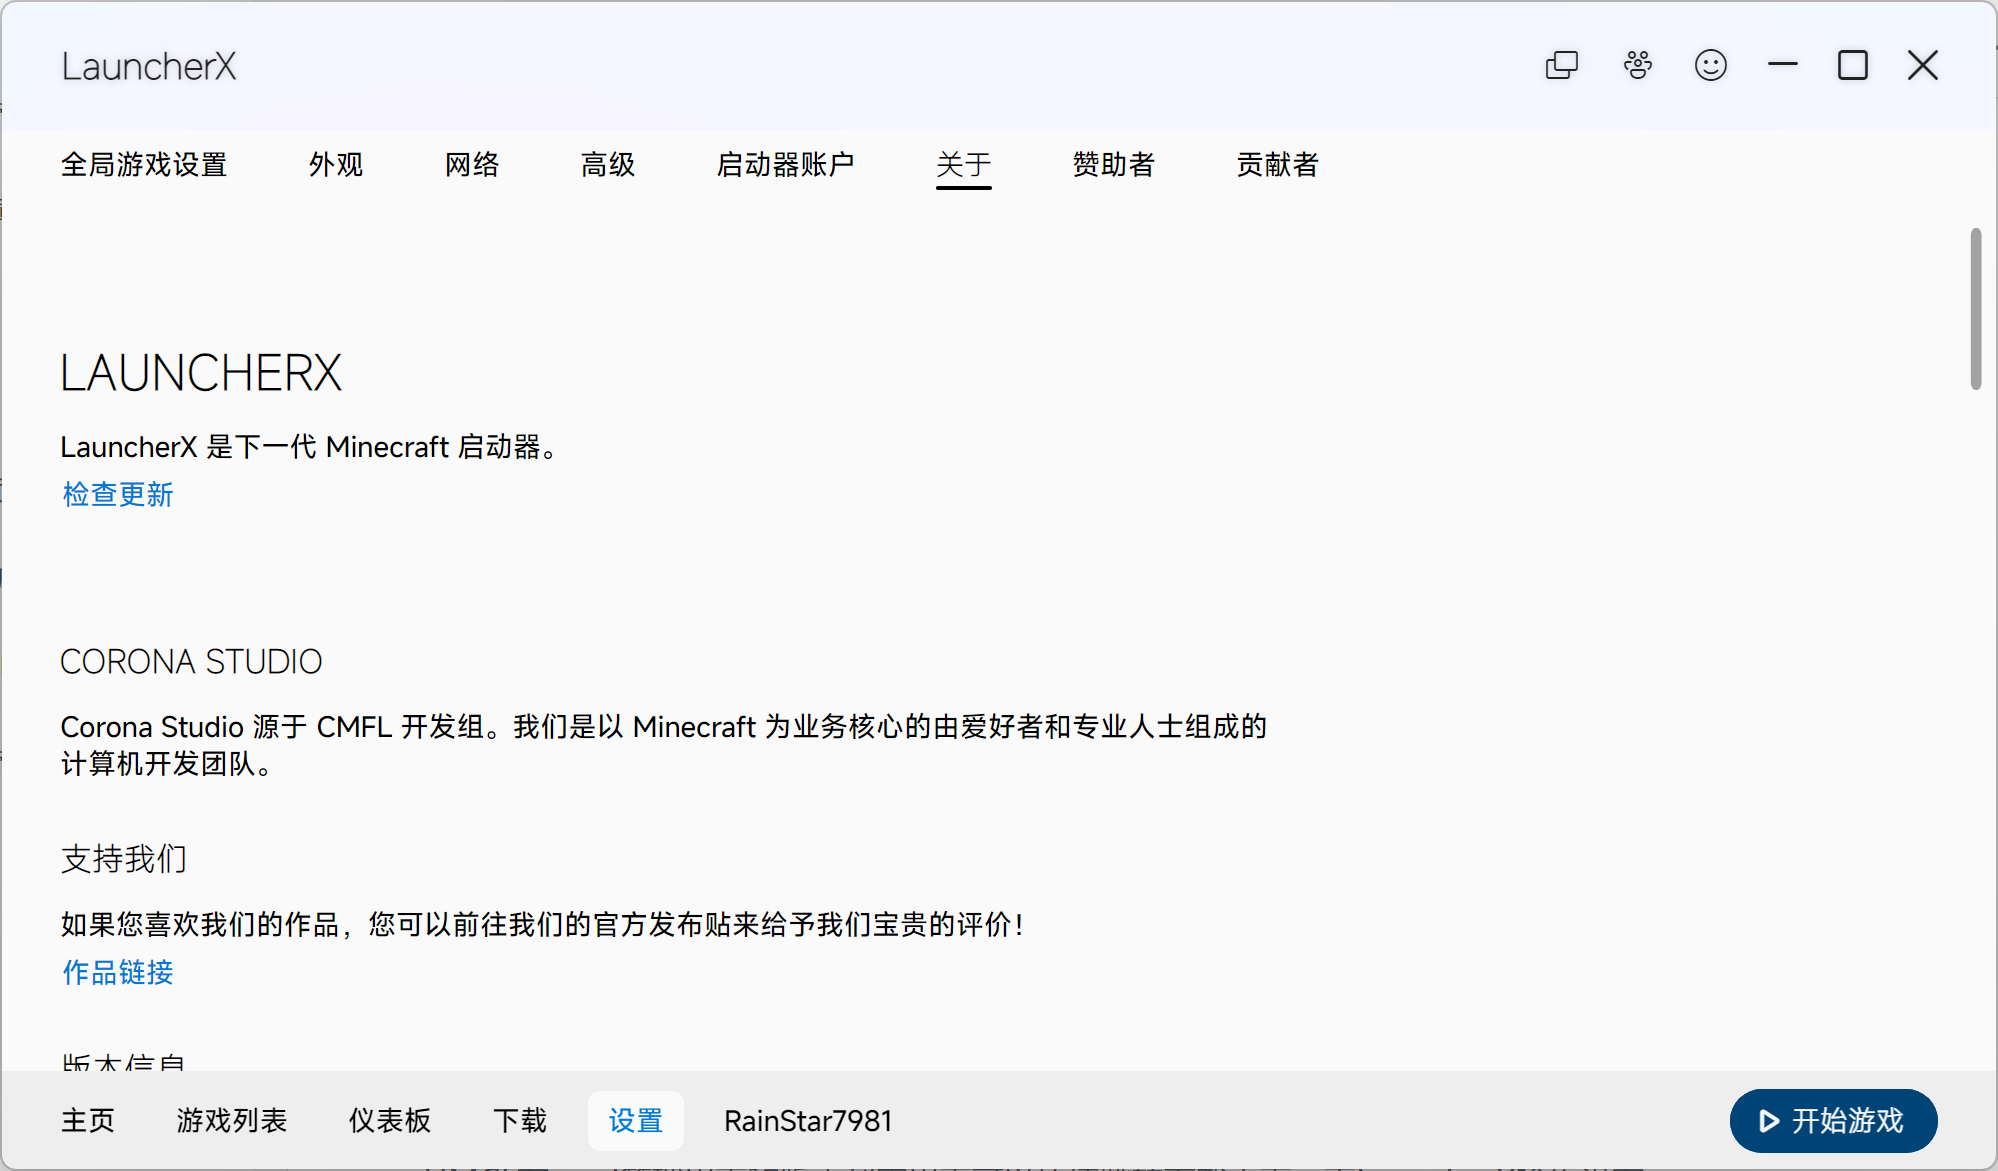 LauncherX
全局游戏设置 外观 网络 高级 启动器账户 关于 赞助者 贡献者
LAUNCHERX
LauncherX 是下一代 Minecraft 启动器。
检查更新
CORONA STUDIO
Corona Studio 源于 CMFL 开发组。我们是以 Minecraft 为业务核心的由爱好者和专业人士组成的
计算机开发团队。
支持我们
如果您喜欢我们的作品，您可以前往我们的官方发布贴来给予我们宝贵的评价！
作品链接
版本信息
主页 游戏列表 仪表板 下载 设置 RainStar7981 开始游戏